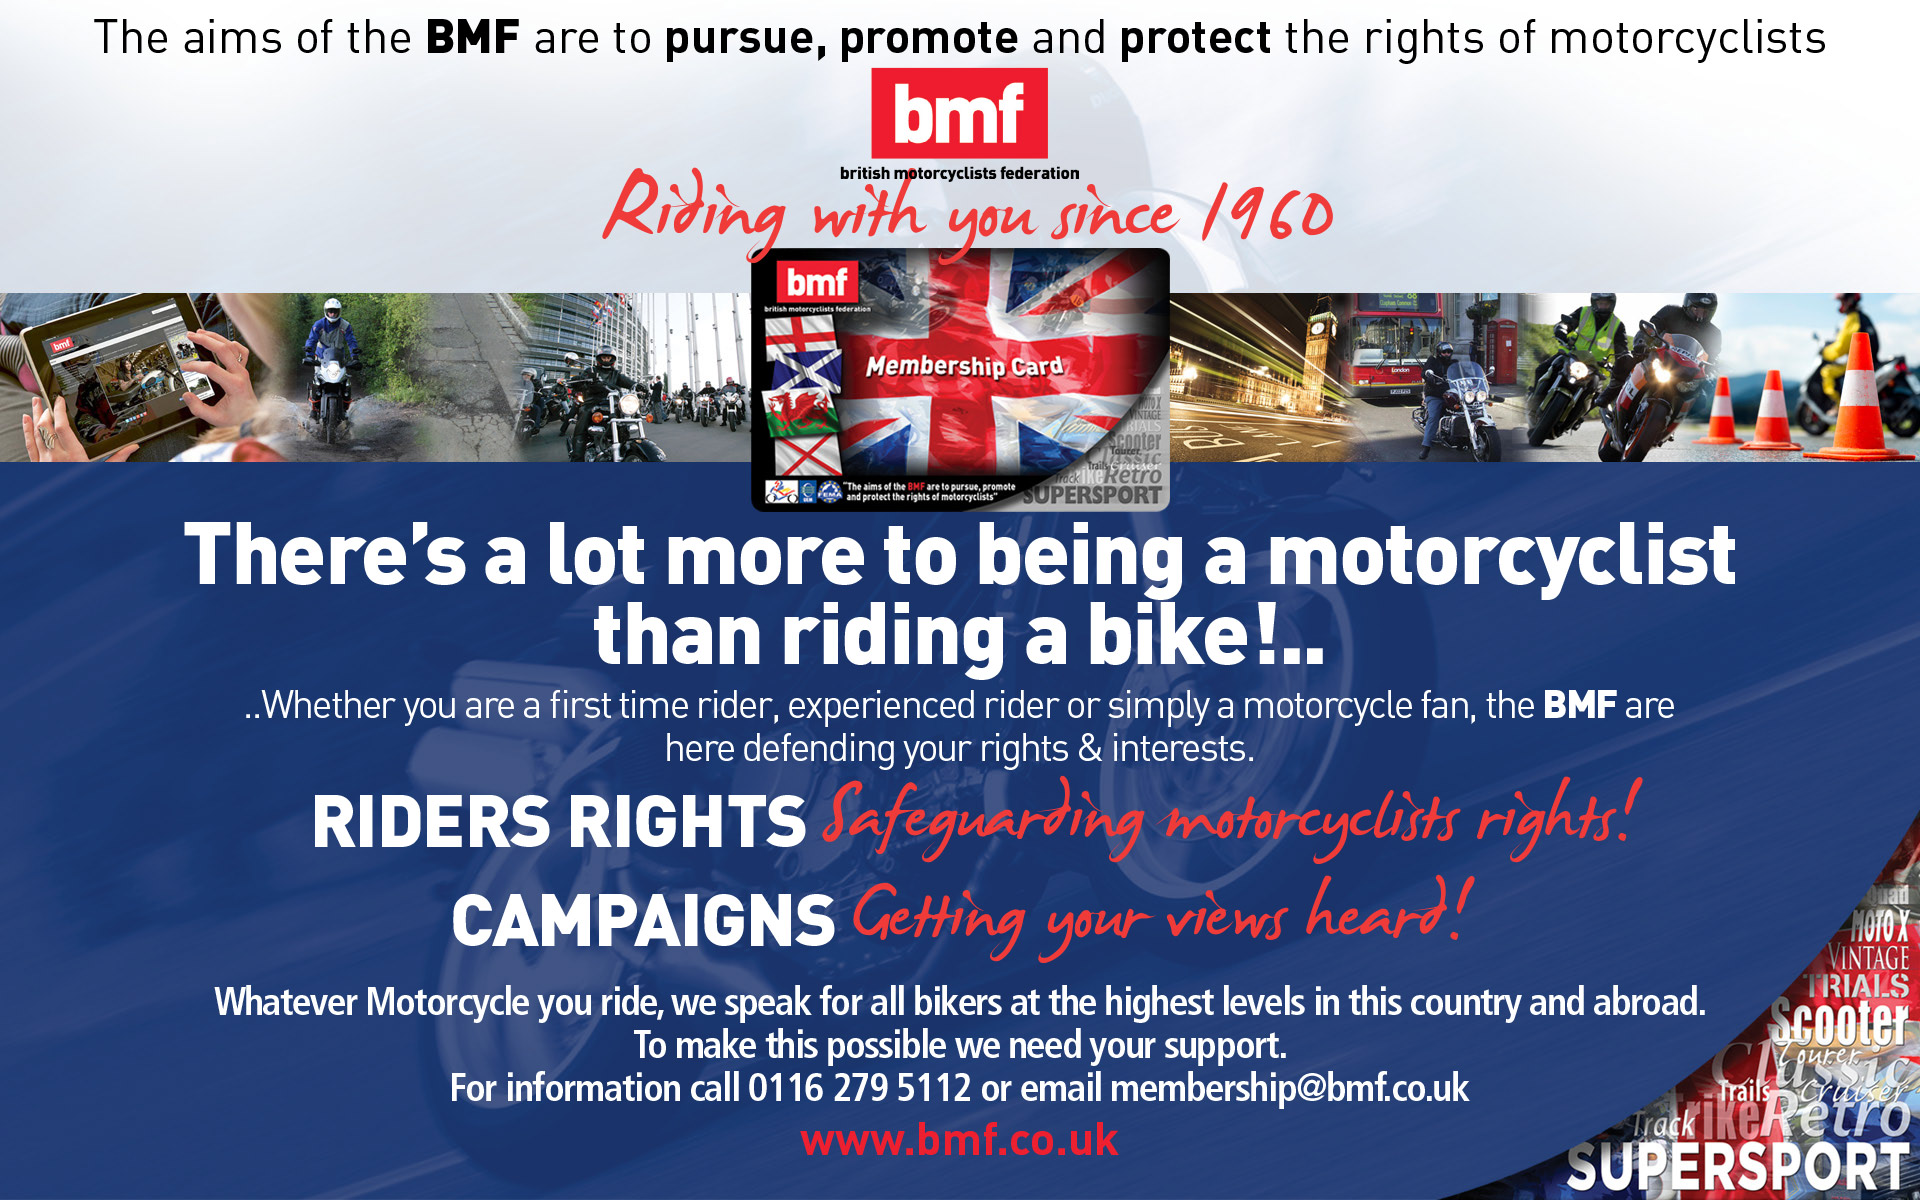 The aims of the BMF are to pursue, promote and protect the rights of motorcyclists
bmf
british motorcyclists federation
Riding with you since 1960
bmf
bmf
british motorcyclists federation
Membership Card
MOTO X
VINTAGE
TRIALS
Scooter
Tourer
Classic
Trails Cruiser
Track Retro
SUPERSPORT
FEMA
"The aims of the BMF are to pursue, promote
and protect the rights of motorcyclists"
London
There's a lot more to being a motorcyclist
than riding a bike!..
..Whether you are a first time rider, experienced rider or simply a motorcycle fan, the BMF are
here defending your rights & interests.
RIDERS RIGHTS Safeguarding motorcyclists rights!
CAMPAIGNS Getting your views heard!
Whatever Motorcycle you ride, we speak for all bikers at the highest levels in this country and abroad.
To make this possible we need your support.
For information call 0116 279 5112 or email membership@bmf.co.uk
www.bmf.co.uk
Quad
MOTO X
VINTAGE
TRIALS
Scooter
Tourer
Classic
Trails Cruiser
Track Trike Retro
SUPERSPORT